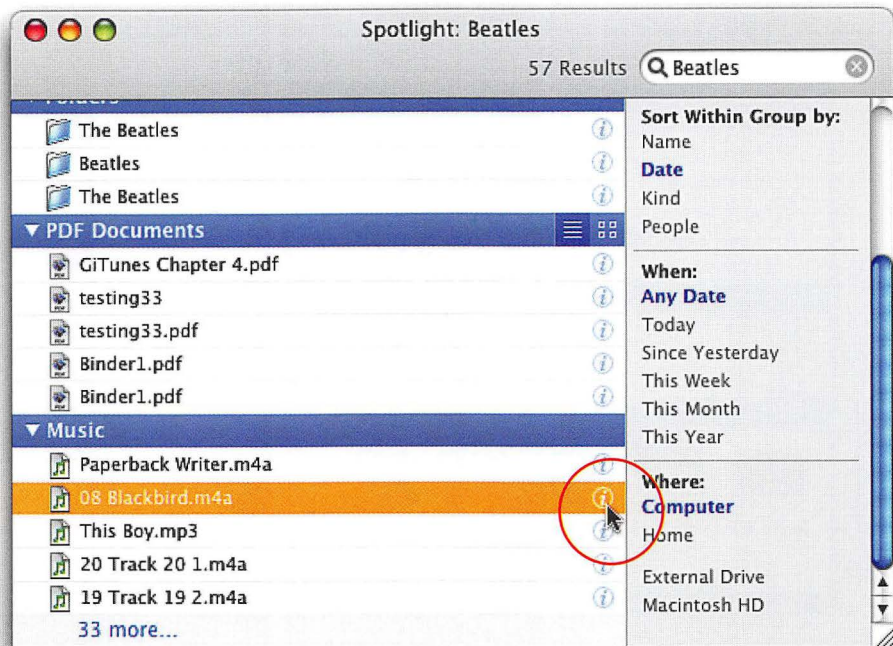 Spotlight: Beatles
57 Results
Beatles
Folders
The Beatles
Beatles
The Beatles
PDF Documents
GiTunes Chapter 4.pdf
testing33
testing33.pdf
Binder1.pdf
Binder1.pdf
Music
Paperback Writer.m4a
08 Blackbird.m4a
This Boy.mp3
20 Track 20 1.m4a
19 Track 19 2.m4a
33 more...
Sort Within Group by:
Name
Date
Kind
People
When:
Any Date
Today
Since Yesterday
This Week
This Month
This Year
Where:
Computer
Home
External Drive
Macintosh HD